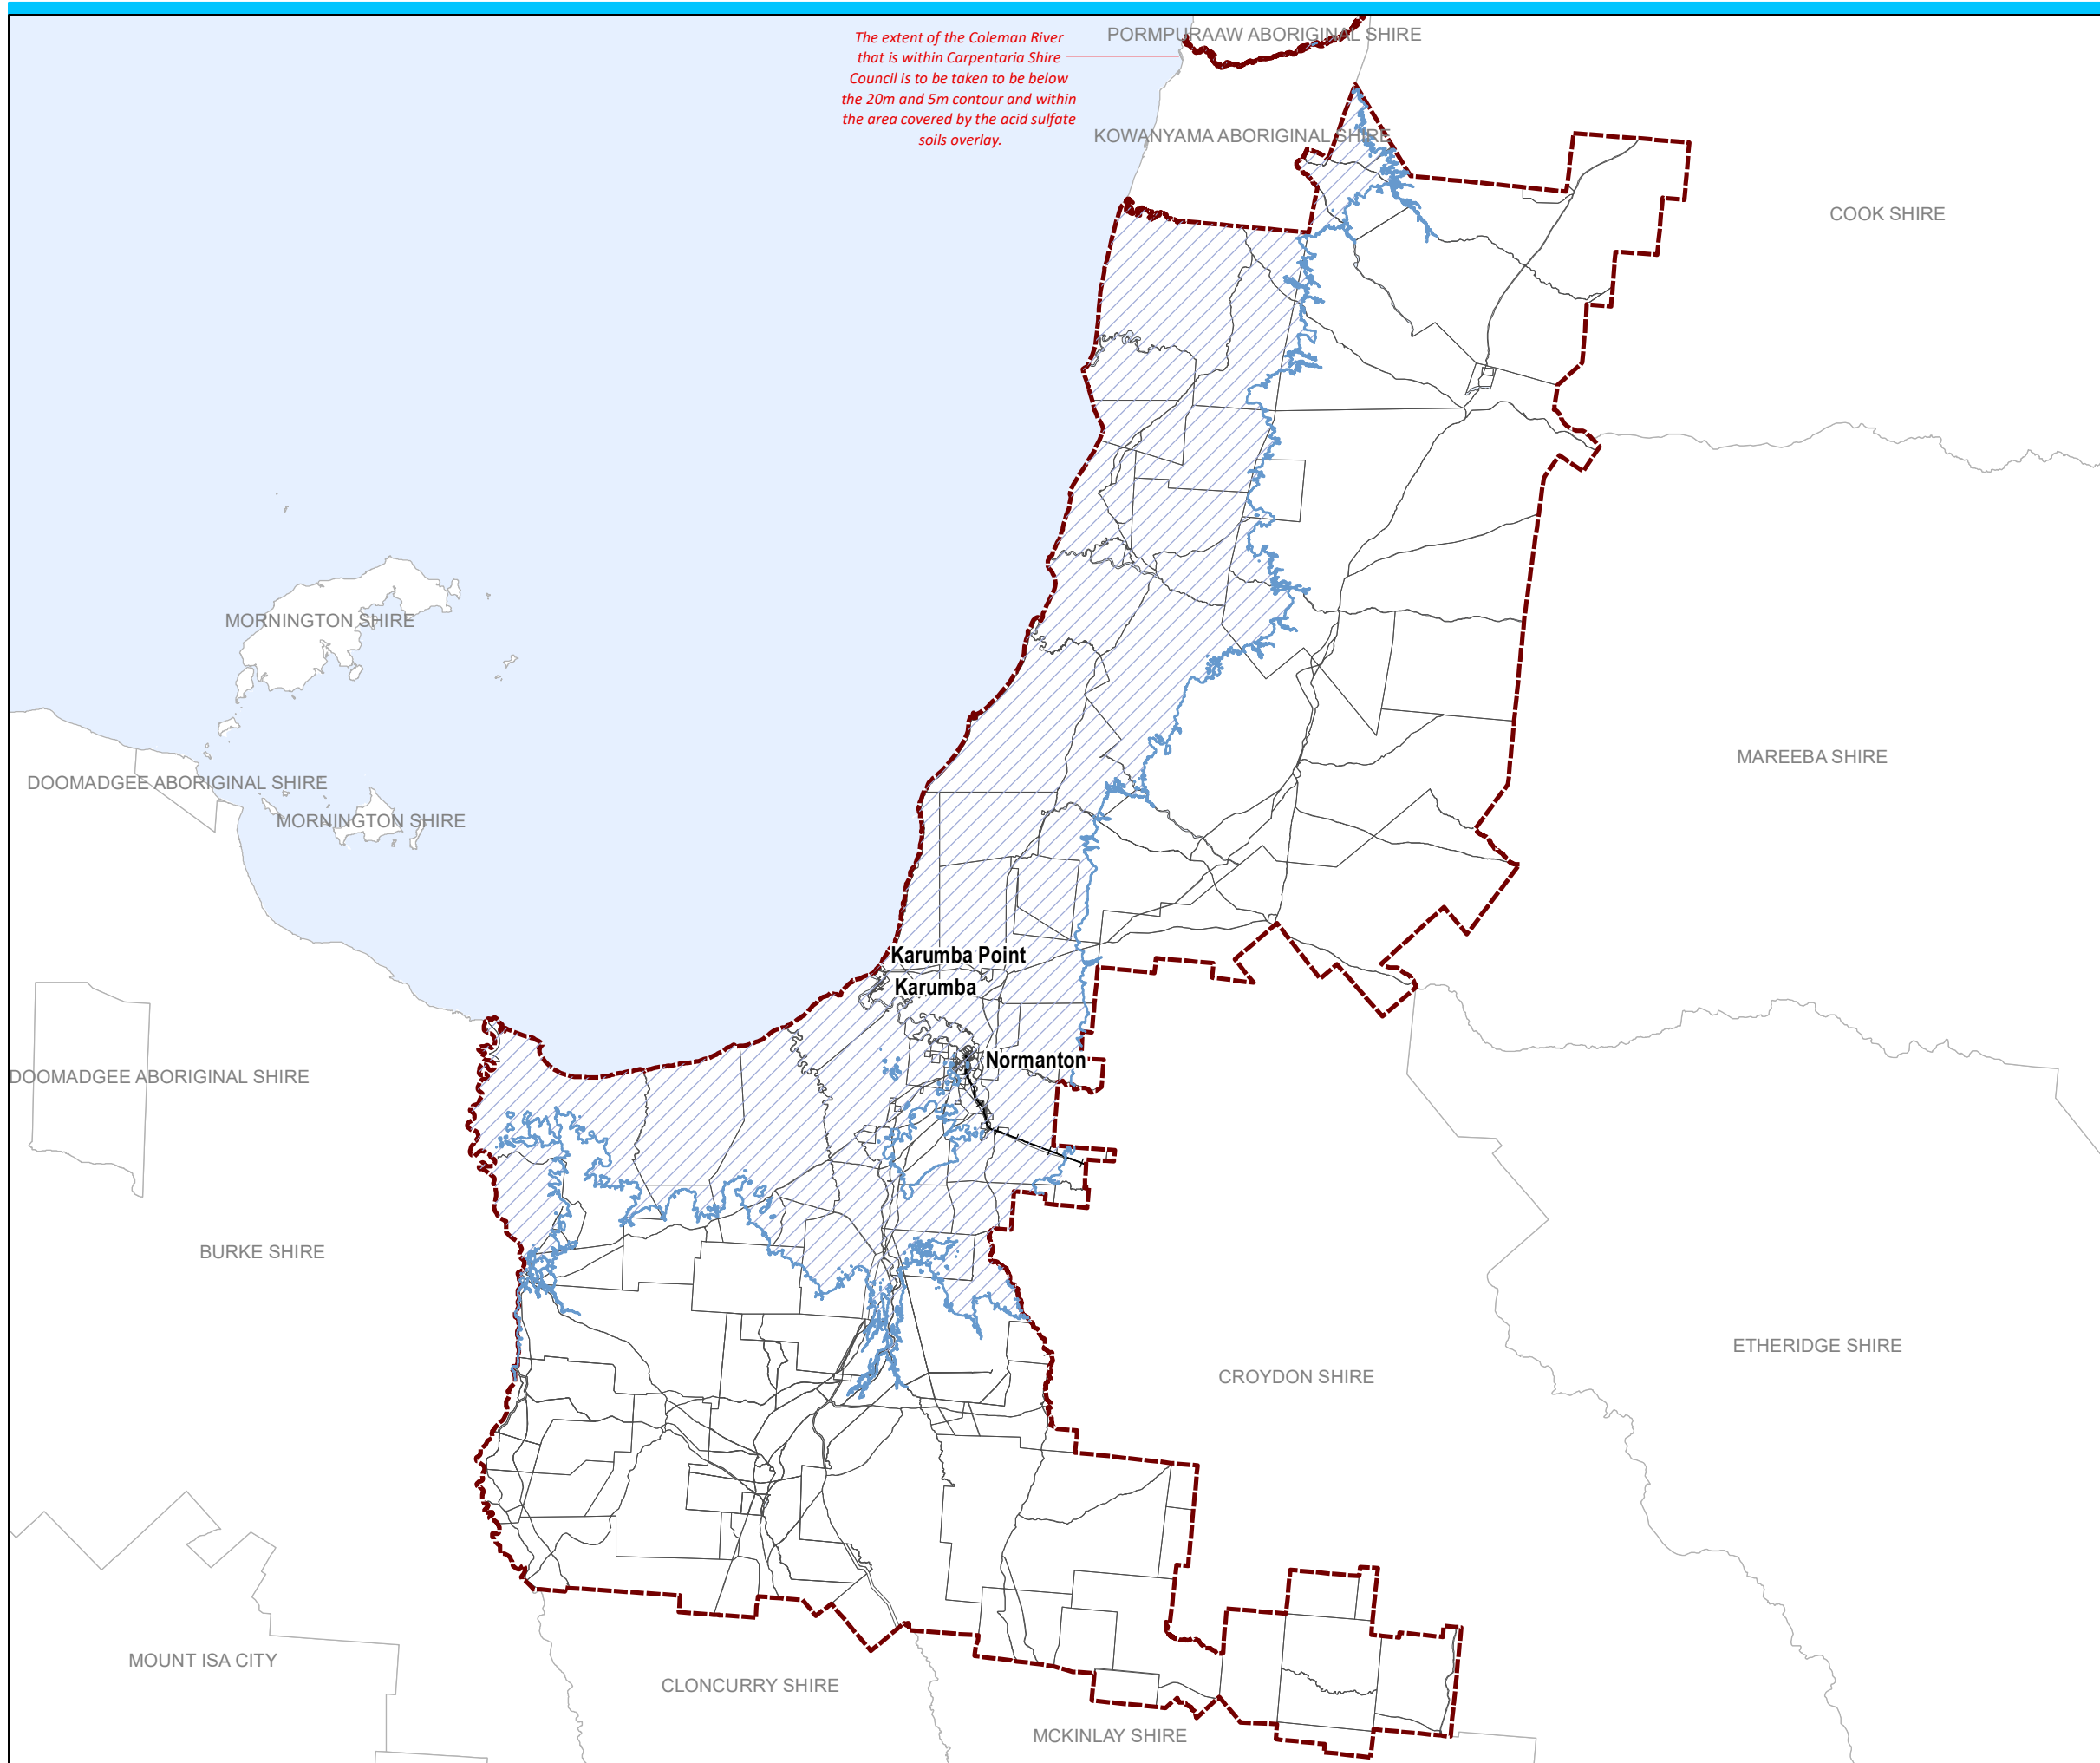 The extent of the Coleman River
that is within Carpentaria Shire
Council is to be taken to be below
the 20m and 5m contour and within
the area covered by the acid sulfate
soils overlay.
PORMPURAAW ABORIGINAL SHIRE
KOWANYAMA ABORIGINAL SHIRE
COOK SHIRE
MORNINGTON SHIRE
MAREEBA SHIRE
DOOMADGEE ABORIGINAL SHIRE
MORNINGTON SHIRE
Karumba Point
Karumba
Normanton
DOOMADGEE ABORIGINAL SHIRE
BURKE SHIRE
ETHERIDGE SHIRE
CROYDON SHIRE
MOUNT ISA CITY
CLONCURRY SHIRE
MCKINLAY SHIRE